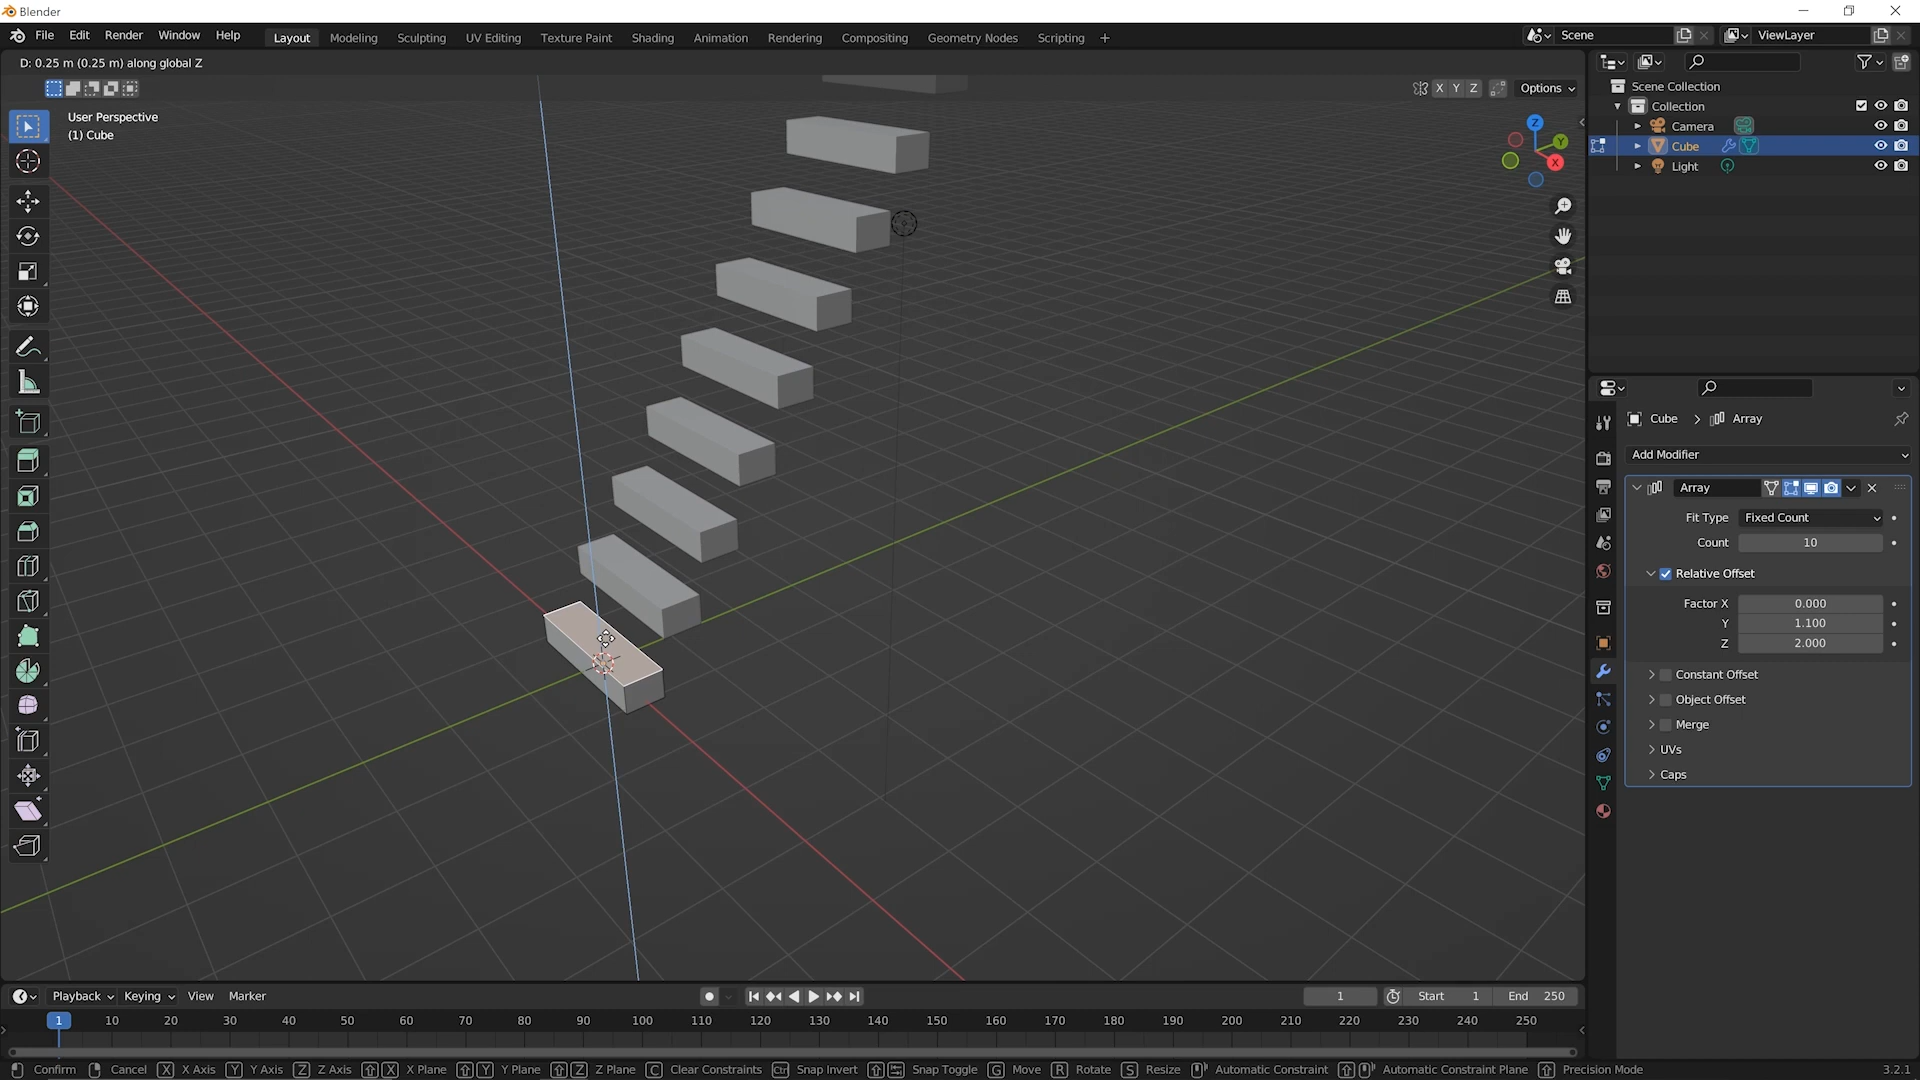 Blender
File Edit Render Window Help Layout Modeling Sculpting UV Editing Texture Paint Shading Animation Rendering Compositing Geometry Nodes Scripting + Scene ViewLayer
D: 0.25 m (0.25 m) along global Z
X Y Z Options
User Perspective
(1) Cube
Z
Y
X
Scene Collection
Collection
Camera
Cube
Light
Cube > Array
Add Modifier
Array
Fit Type Fixed Count
Count 10
Relative Offset
Factor X 0.000
Y 1.100
Z 2.000
Constant Offset
Object Offset
Merge
UVs
Caps
Playback Keying View Marker 1 Start 1 End 250
1 10 20 30 40 50 60 70 80 90 100 110 120 130 140 150 160 170 180 190 200 210 220 230 240 250
Confirm Cancel X X Axis Y Y Axis Z Z Axis X X Plane Y Y Plane Z Z Plane C Clear Constraints Ctrl Snap Invert Snap Toggle G Move R Rotate S Resize Automatic Constraint Automatic Constraint Plane Precision Mode 3.2.1